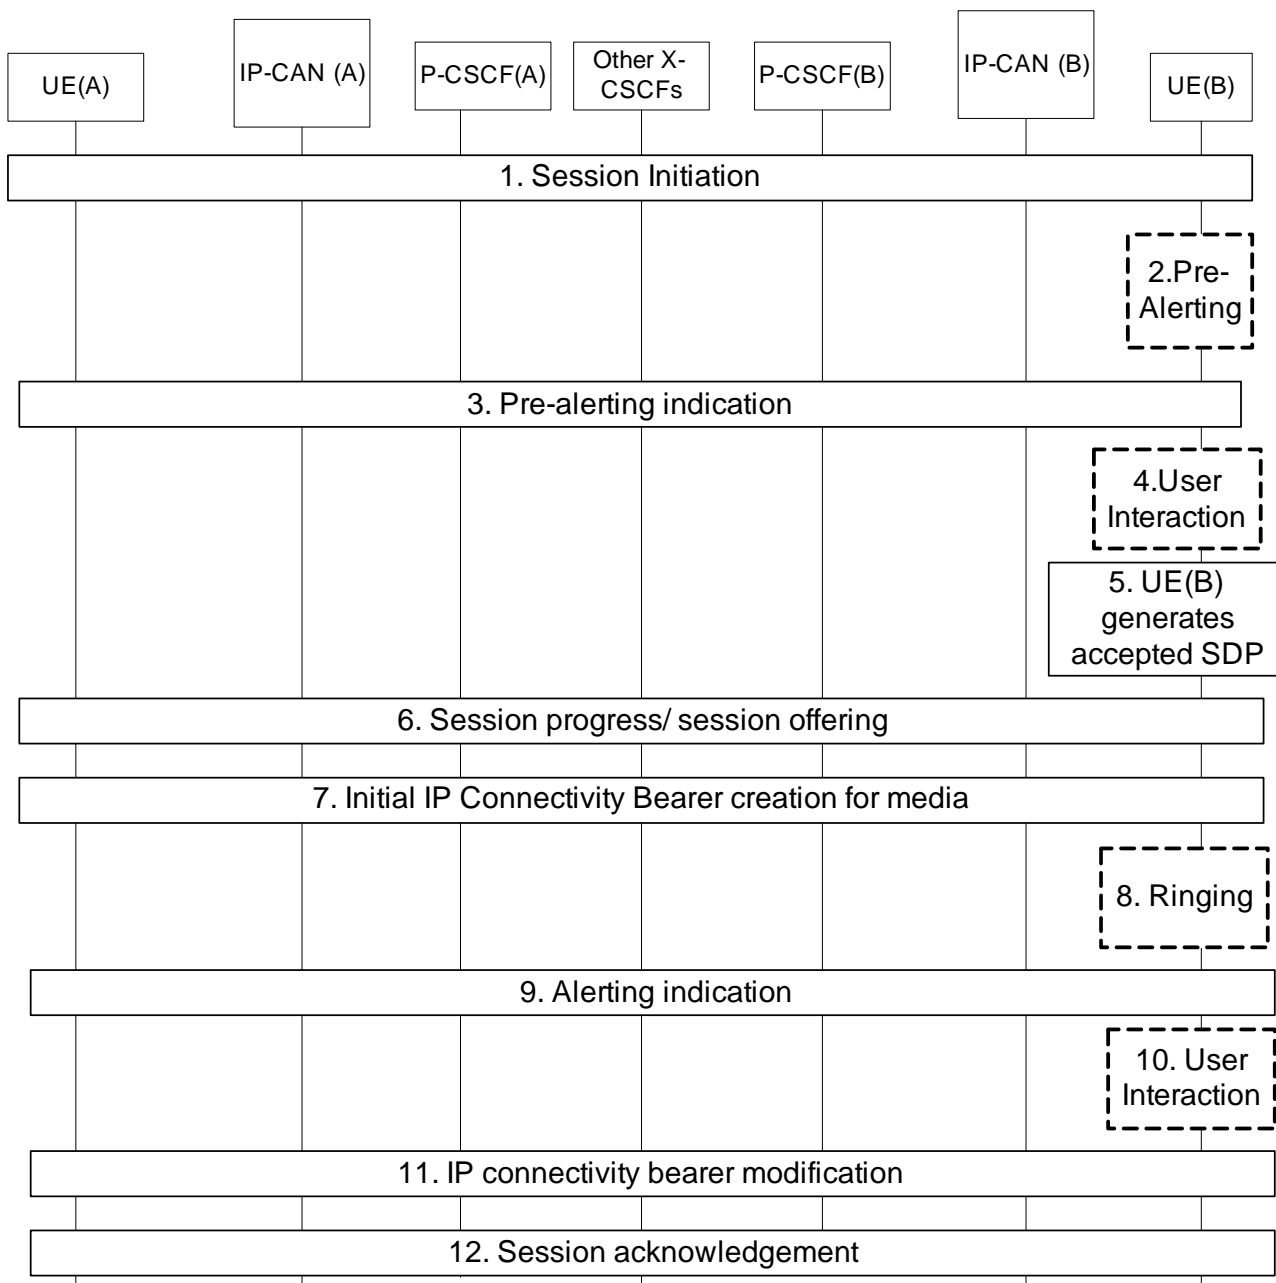 UE(A)
IP-CAN (A)
P-CSCF(A)
Other X-
CSCFs
P-CSCF(B)
IP-CAN (B)
UE(B)
1. Session Initiation
2.Pre-
Alerting
3. Pre-alerting indication
4.User
Interaction
5. UE(B)
generates
accepted SDP
6. Session progress/ session offering
7. Initial IP Connectivity Bearer creation for media
8. Ringing
9. Alerting indication
10. User
Interaction
11. IP connectivity bearer modification
12. Session acknowledgement